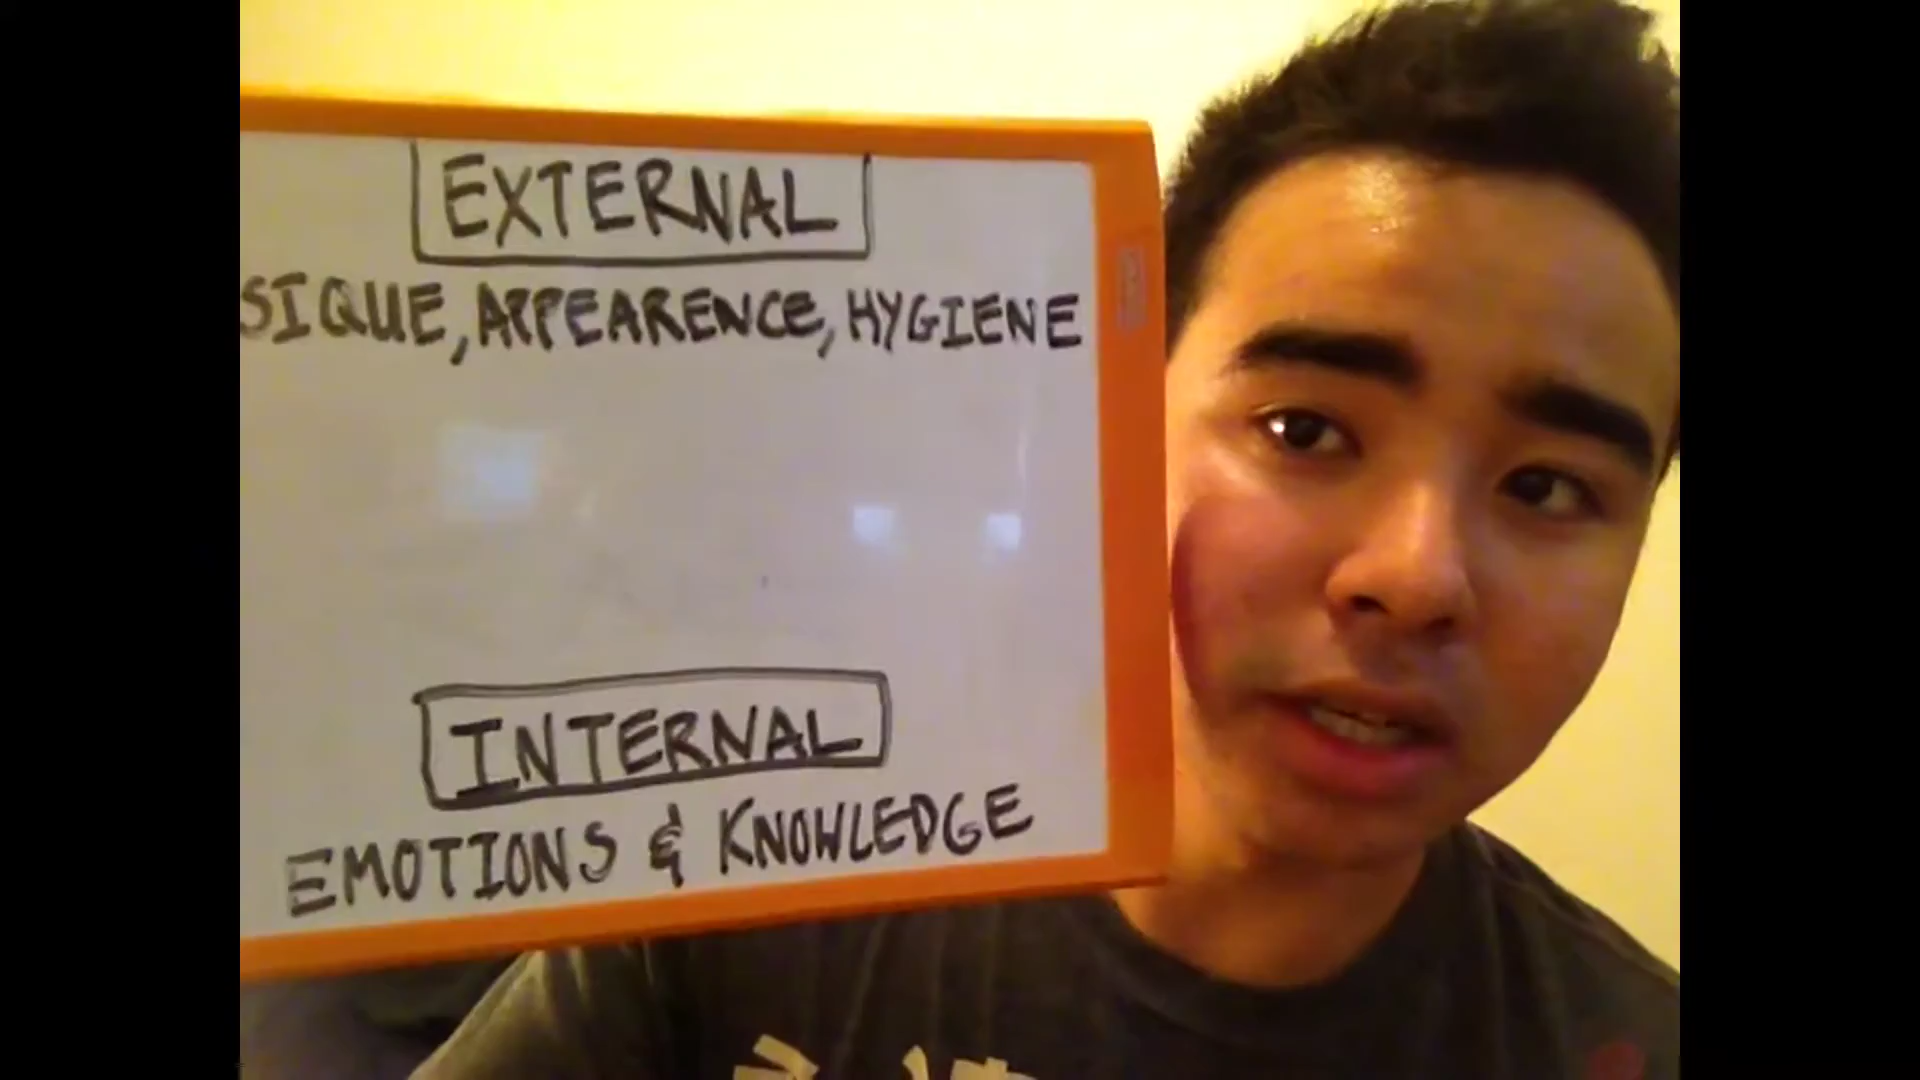 EXTERNAL
SIQUE, APPEARENCE, HYGIENE
INTERNAL
EMOTIONS & KNOWLEDGE